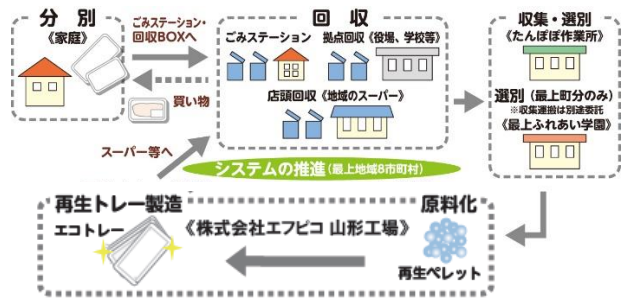 分別
《家庭》
ごみステーション・
回収BOXへ
買い物
スーパー等へ
回収
ごみステーション 拠点回収《役場、学校等》
店頭回収《地域のスーパー》
収集・選別
《たんぽぽ作業所》
選別(最上町分のみ)
※収集運搬は別途委託
《最上ふれあい学園》
システムの推進(最上地域8市町村)
再生トレー製造
エコトレー
《株式会社エフピコ 山形工場》
原料化
再生ペレット